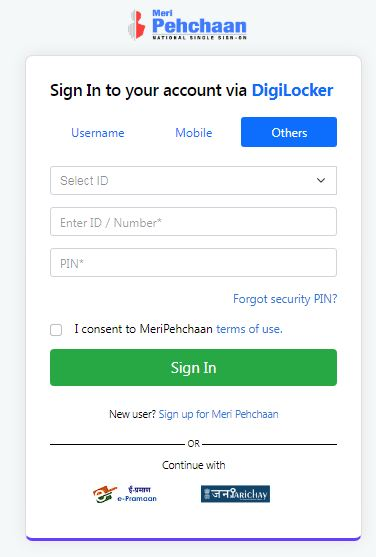 Meri
Pehchaan
NATIONAL SINGLE SIGN-ON
Sign In to your account via DigiLocker
Username Mobile Others
Select ID
Enter ID / Number*
PIN*
Forgot security PIN?
I consent to MeriPehchaan terms of use.
Sign In
New user? Sign up for Meri Pehchaan
OR
Continue with
ई-प्रमाण
e-Pramaan
जन PARICHAY